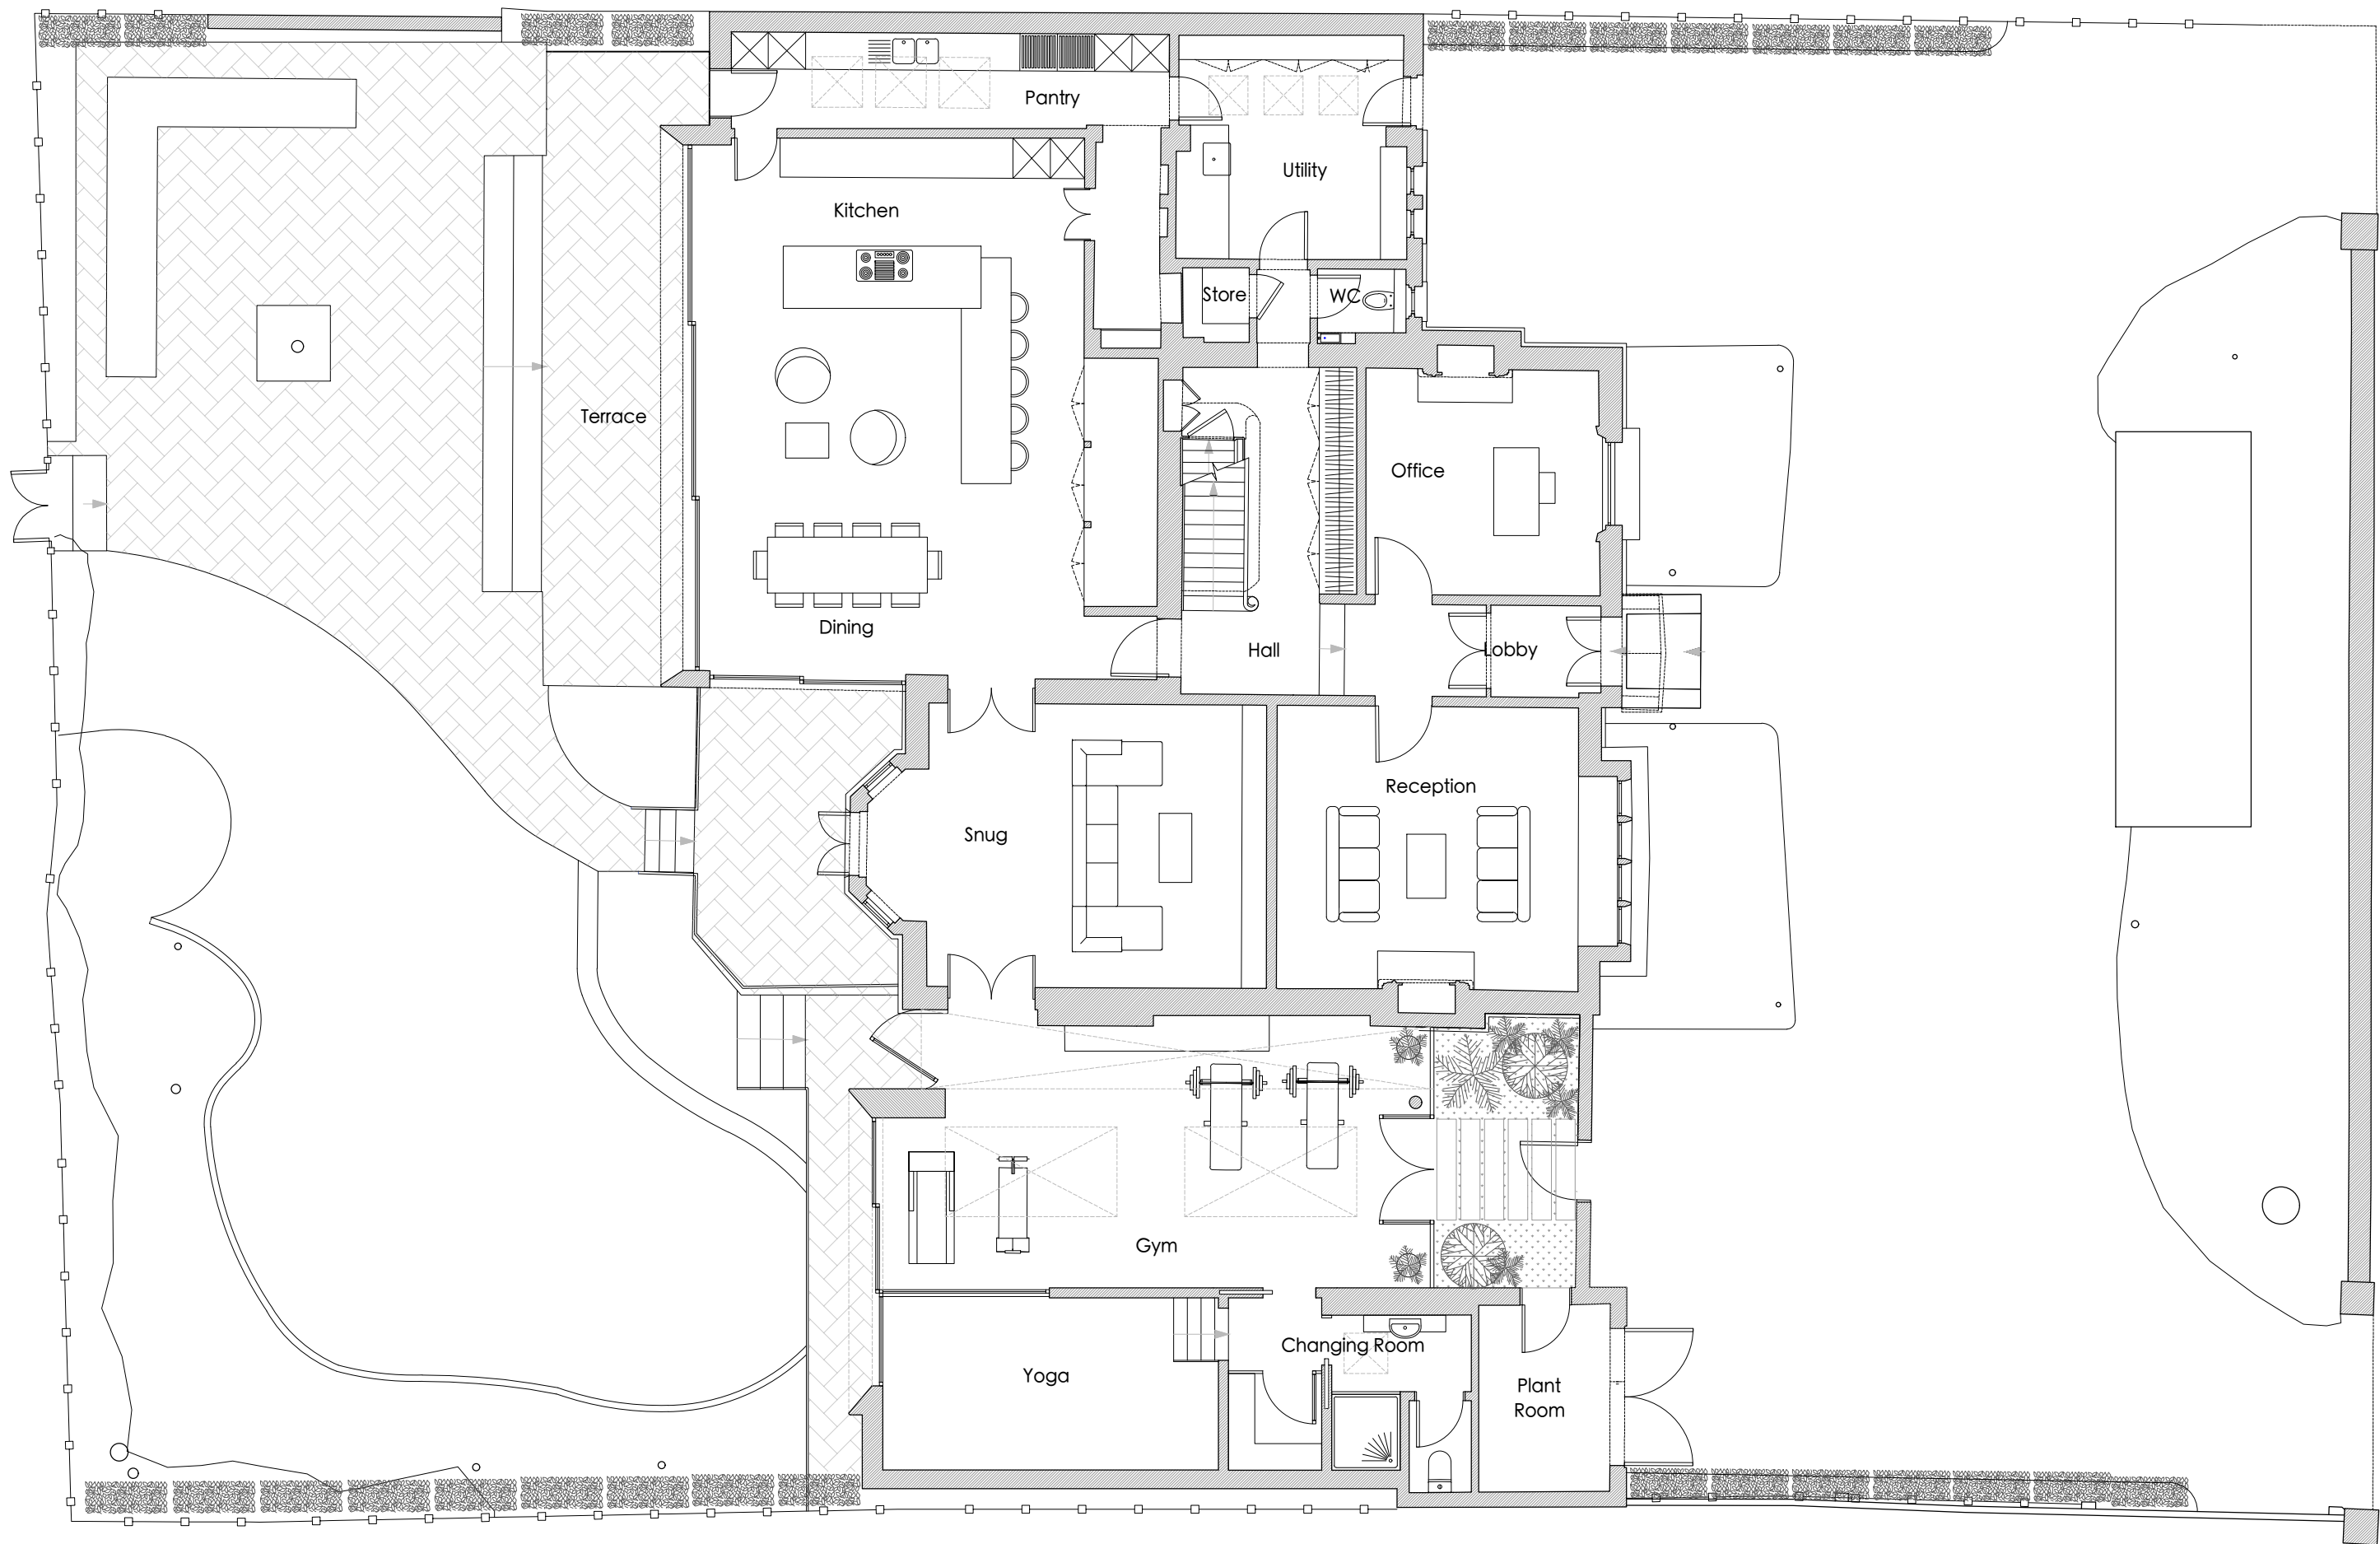 Pantry
Utility
Kitchen
Store
WC
Terrace
Office
Dining
Hall
Lobby
Reception
Snug
Gym
Changing Room
Yoga
Plant
Room